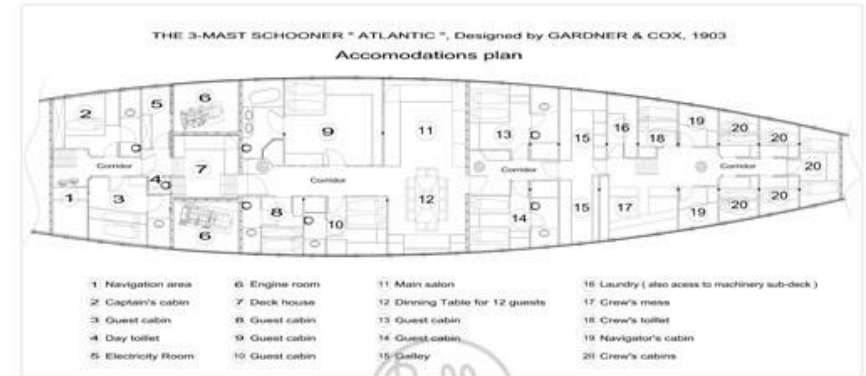 THE 3-MAST SCHOONER " ATLANTIC ", Designed by GARDNER & COX, 1903
Accomodations plan
2
5
6
9
11
13
15
16
18
19
20
20
20
Corridor
4
7
Corridor
Corridor
Corridor
1
3
6
8
10
12
14
15
17
19
20
20
1 Navigation area
2 Captain's cabin
3 Guest cabin
4 Day toillet
5 Electricity Room
6 Engine room
7 Deck house
8 Guest cabin
9 Guest cabin
10 Guest cabin
11 Main salon
12 Dinning Table for 12 guests
13 Guest cabin
14 Guest cabin
15 Galley
16 Laundry ( also acess to machinery sub-deck )
17 Crew's mess
18 Crew's toillet
19 Navigator's cabin
20 Crew's cabins